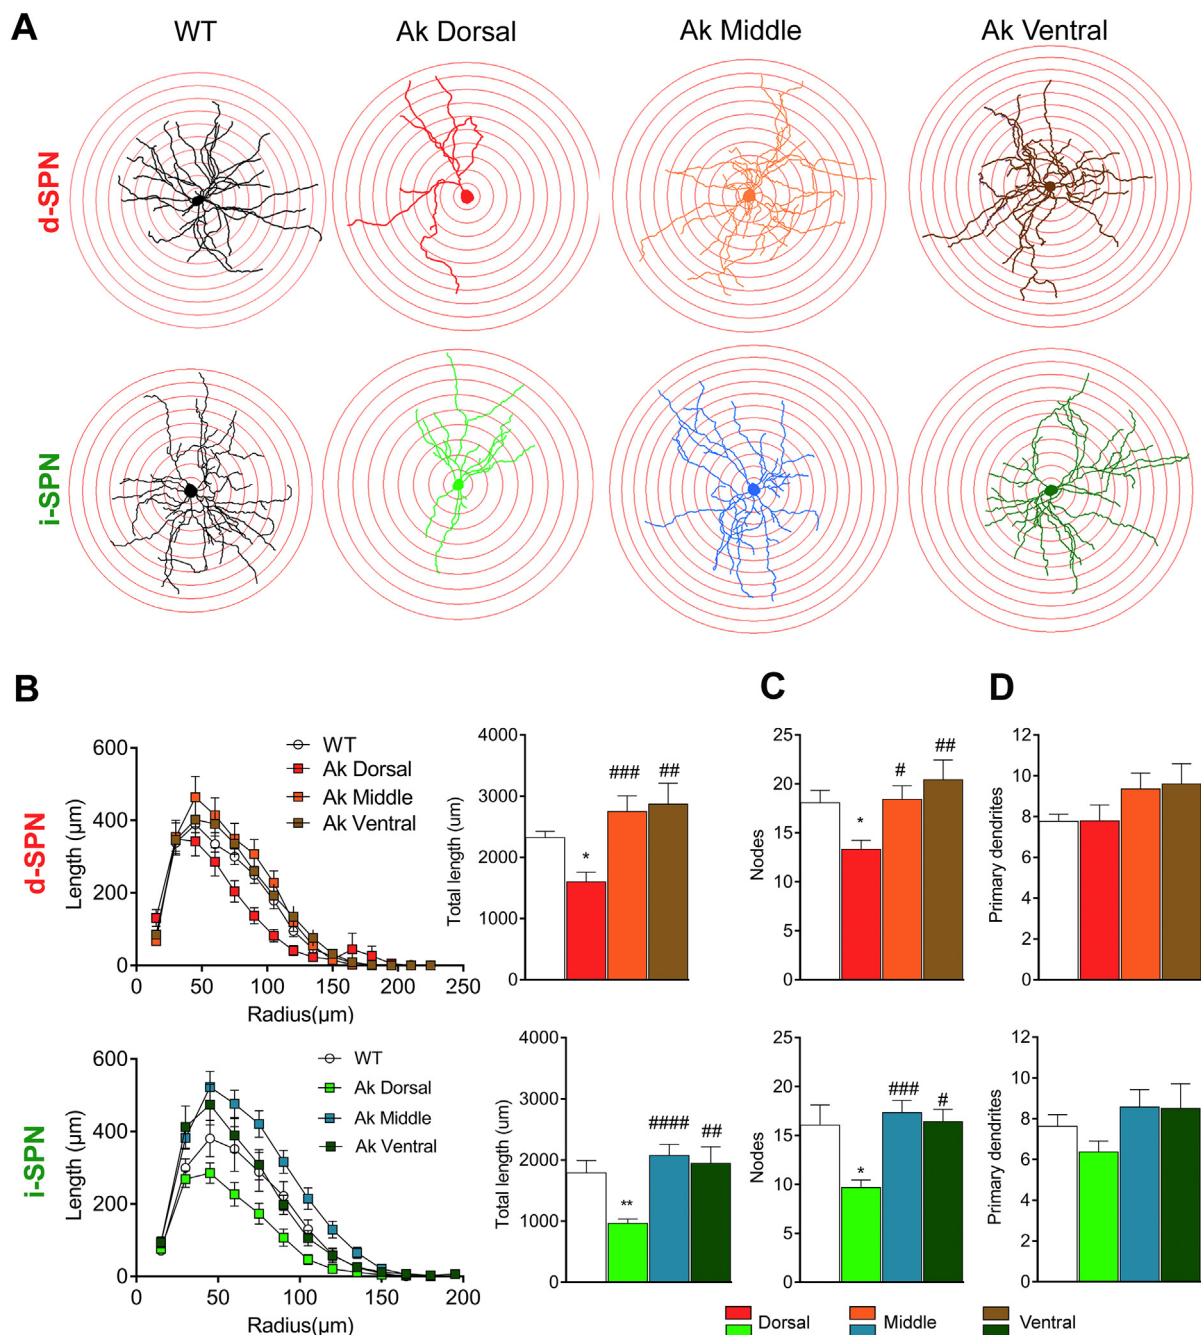 A
WT
Ak Dorsal
Ak Middle
Ak Ventral
d-SPN
i-SPN
B
C
D
d-SPN
600
400
200
0
Length (µm)
0
50
100
150
200
250
Radius(µm)
WT
Ak Dorsal
Ak Middle
Ak Ventral
4000
3000
2000
1000
0
Total length (um)
*
###
##
25
20
15
10
5
0
Nodes
*
#
##
12
10
8
6
4
2
0
Primary dendrites
i-SPN
600
400
200
0
Length (µm)
0
50
100
150
200
Radius(µm)
WT
Ak Dorsal
Ak Middle
Ak Ventral
4000
3000
2000
1000
0
Total length (um)
**
####
##
25
20
15
10
5
0
Nodes
*
###
#
12
10
8
6
4
2
0
Primary dendrites
Dorsal
Middle
Ventral